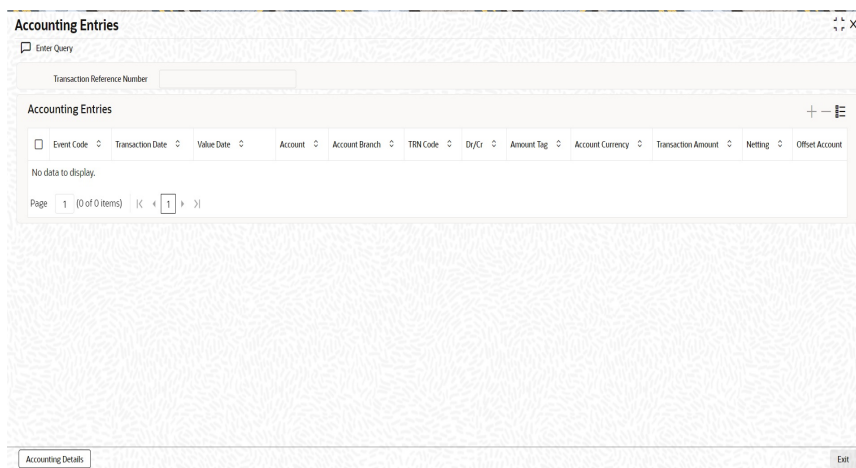 Accounting Entries
Enter Query
Transaction Reference Number
Accounting Entries
Event Code Transaction Date Value Date Account Account Branch TRN Code Dr/Cr Amount Tag Account Currency Transaction Amount Netting Offset Account
No data to display.
Page 1 (0 of 0 items) 1
Accounting Details Exit